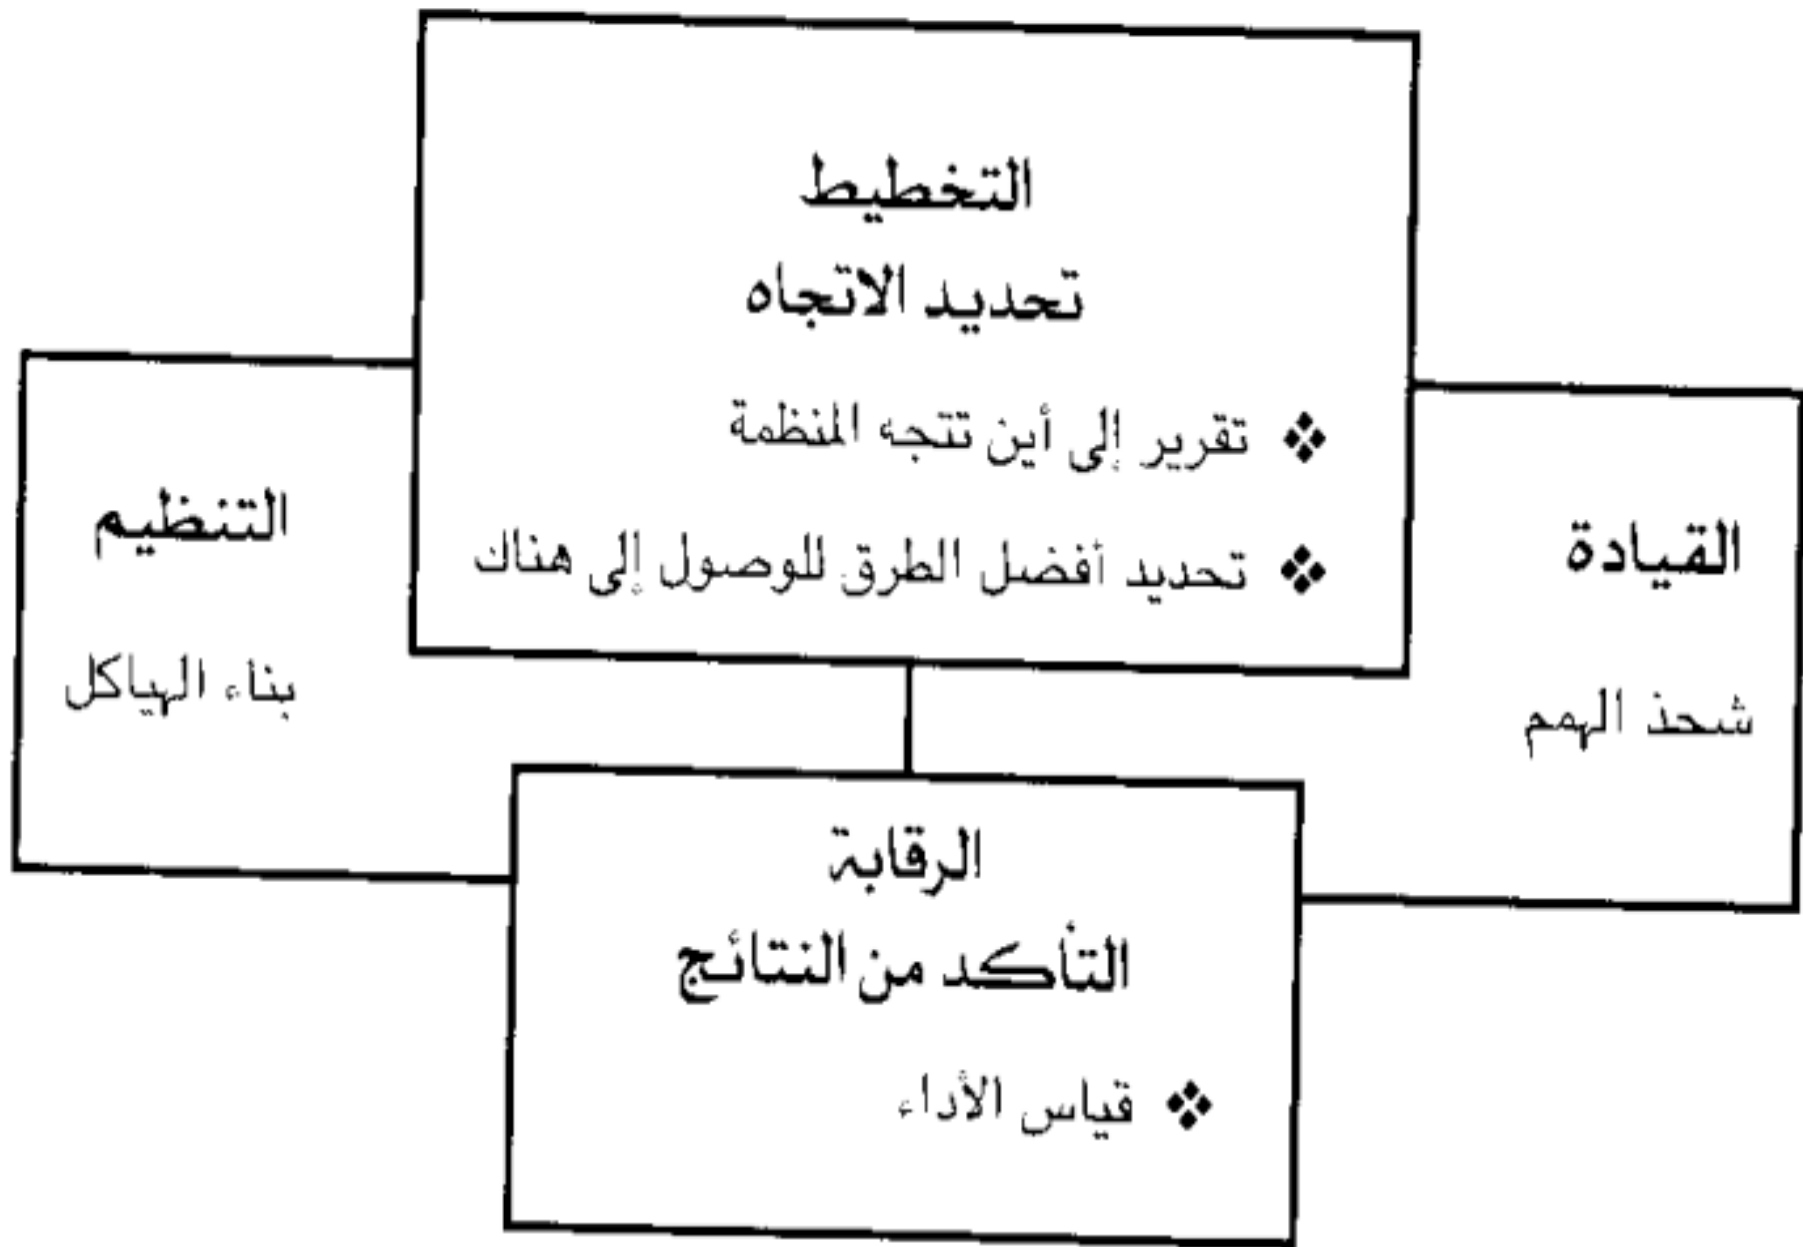 التخطيط
تحديد الاتجاه
❖ تقرير إلى أين تتجه المنظمة
❖ تحديد أفضل الطرق للوصول إلى هناك
القيادة
شحذ الهمم
التنظيم
بناء الهياكل
الرقابة
التأكد من النتائج
❖ قياس الأداء